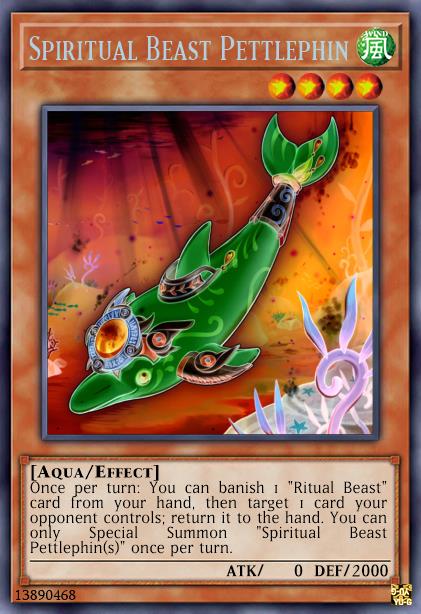 Spiritual Beast Pettlephin
WIND
風
[Aqua/Effect]
Once per turn: You can banish 1 "Ritual Beast"
card from your hand, then target 1 card your
opponent controls; return it to the hand. You can
only Special Summon "Spiritual Beast
Pettlephin(s)" once per turn.
ATK/ 0 DEF/2000
13890468